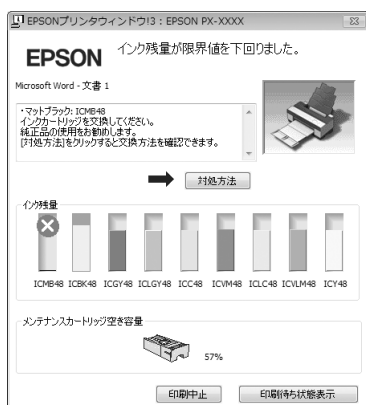 EPSONプリンタウィンドウ!3 : EPSON PX-XXXX
EPSON
インク残量が限界値を下回りました。
Microsoft Word - 文書 1
・マットブラック: ICMB48
インクカートリッジを交換してください。
純正品の使用をお勧めします。
[対処方法]をクリックすると交換方法を確認できます。
対処方法
インク残量
ICMB48 ICBK48 ICGY48 ICLGY48 ICC48 ICVM48 ICLC48 ICVLM48 ICY48
メンテナンスカートリッジ空き容量
57%
印刷中止 印刷待ち状態表示